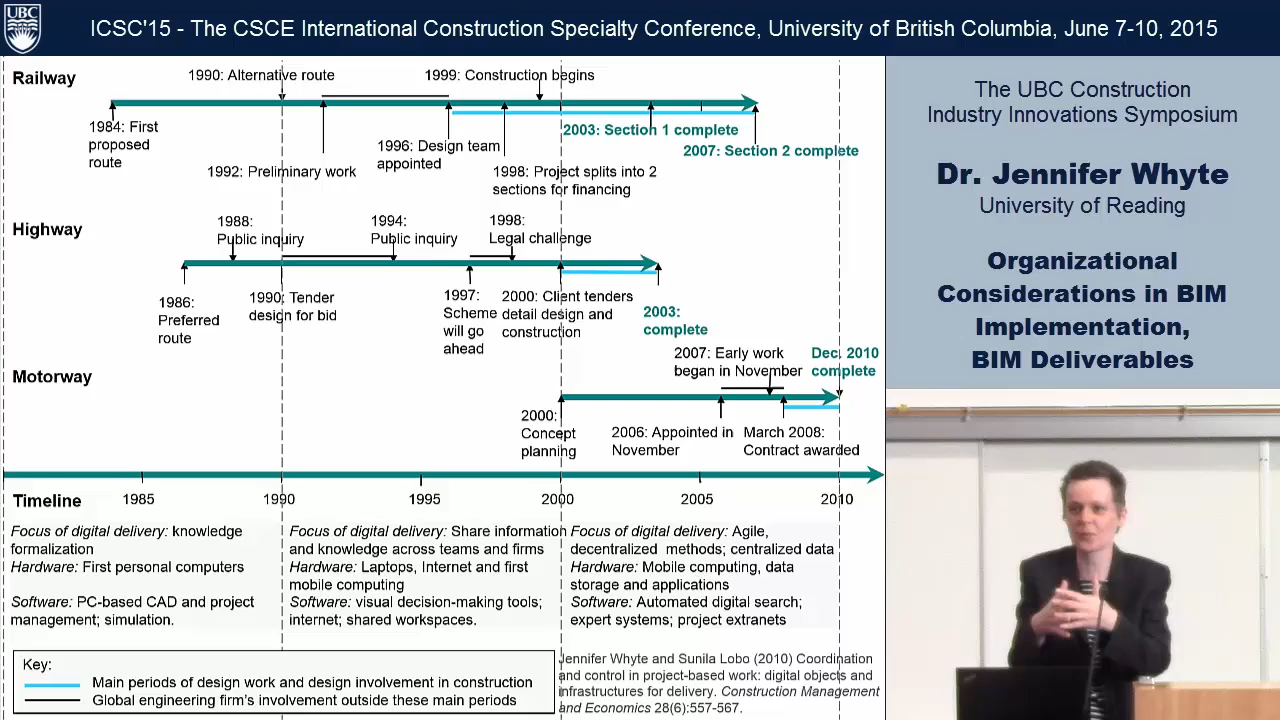 UBC
ICSC'15 - The CSCE International Construction Specialty Conference, University of British Columbia, June 7-10, 2015
Railway
1990: Alternative route
1999: Construction begins
1984: First
proposed
route
1992: Preliminary work
1996: Design team
appointed
1998: Project splits into 2
sections for financing
2003: Section 1 complete
2007: Section 2 complete
Highway
1988:
Public inquiry
1994:
Public inquiry
1998:
Legal challenge
1986:
Preferred
route
1990: Tender
design for bid
1997:
Scheme
will go
ahead
2000: Client tenders
detail design and
construction
2003:
complete
Motorway
2007: Early work
began in November
Dec. 2010
complete
2000:
Concept
planning
2006: Appointed in
November
March 2008:
Contract awarded
Timeline
1985
1990
1995
2000
2005
2010
Focus of digital delivery: knowledge
formalization
Hardware: First personal computers
Software: PC-based CAD and project
management; simulation.
Focus of digital delivery: Share information
and knowledge across teams and firms
Hardware: Laptops, Internet and first
mobile computing
Software: visual decision-making tools;
internet; shared workspaces.
Focus of digital delivery: Agile,
decentralized methods; centralized data
Hardware: Mobile computing, data
storage and applications
Software: Automated digital search;
expert systems; project extranets
Key:
Main periods of design work and design involvement in construction
Global engineering firm's involvement outside these main periods
Jennifer Whyte and Sunila Lobo (2010) Coordination
and control in project-based work: digital objects and
infrastructures for delivery. Construction Management
and Economics 28(6):557-567.
The UBC Construction
Industry Innovations Symposium
Dr. Jennifer Whyte
University of Reading
Organizational
Considerations in BIM
Implementation,
BIM Deliverables